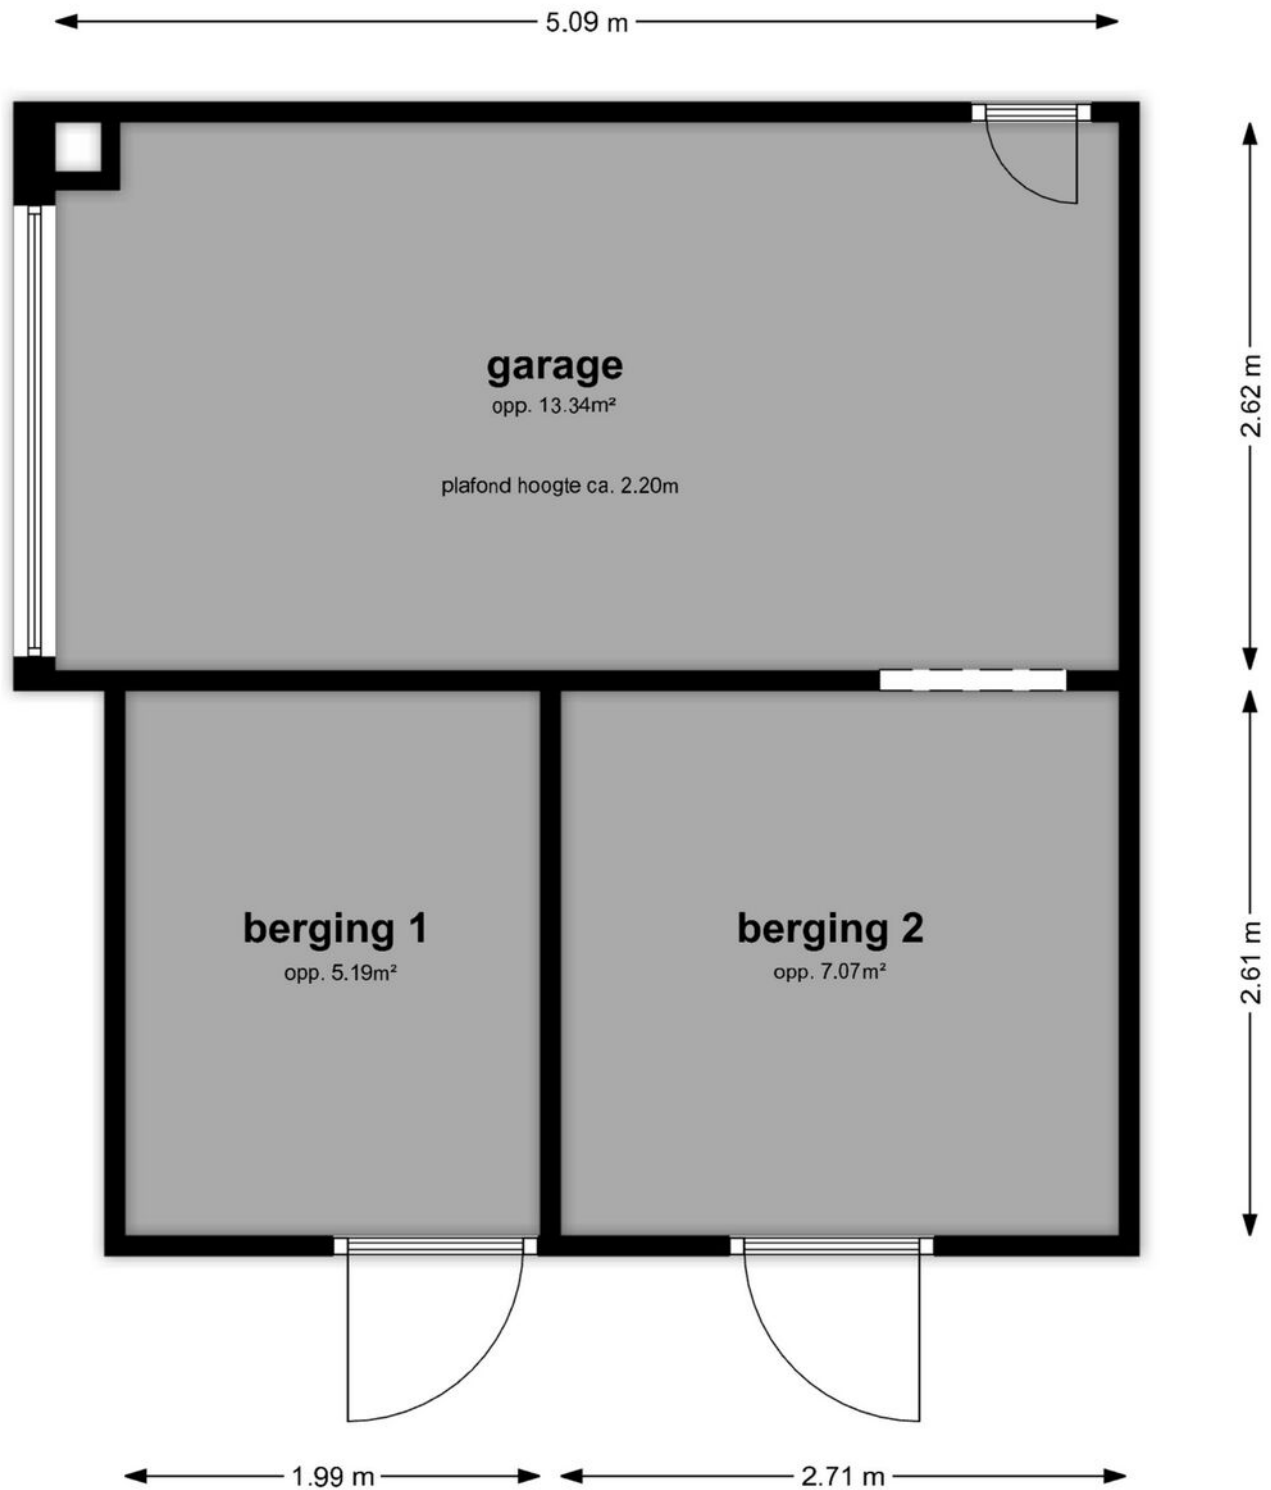 5.09 m
garage
opp. 13.34m²
plafond hoogte ca. 2.20m
2.62 m
berging 1
opp. 5.19m²
berging 2
opp. 7.07m²
2.61 m
1.99 m
2.71 m